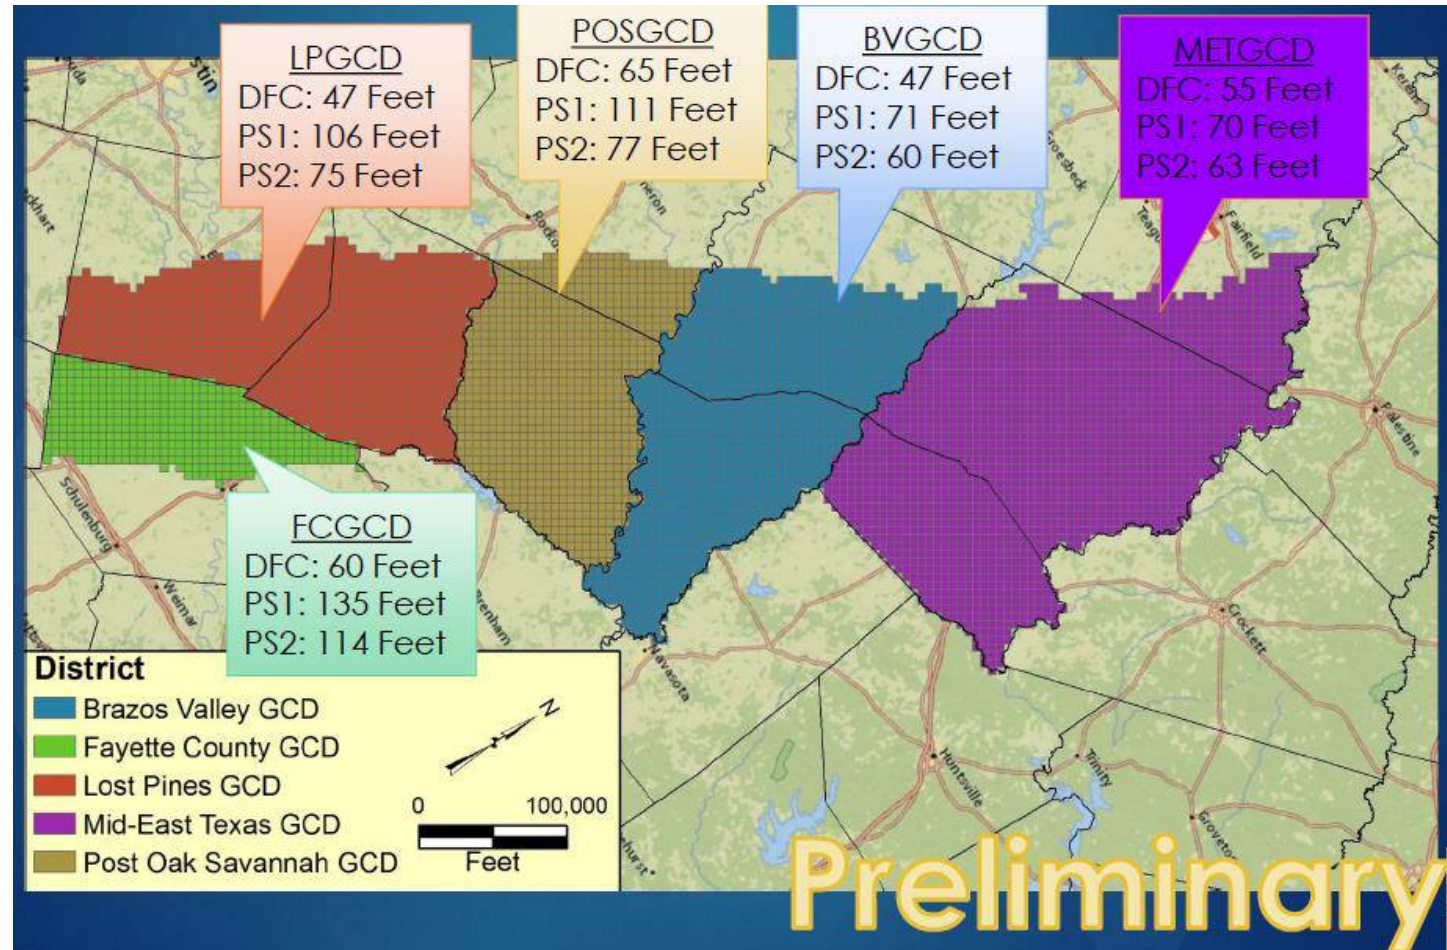 LPGCD
DFC: 47 Feet
PS1: 106 Feet
PS2: 75 Feet
POSGCD
DFC: 65 Feet
PS1: 111 Feet
PS2: 77 Feet
BVGCD
DFC: 47 Feet
PS1: 71 Feet
PS2: 60 Feet
METGCD
DFC: 55 Feet
PS1: 70 Feet
PS2: 63 Feet
Groesbeck
Fairfield
Palestine
FCGCD
DFC: 60 Feet
PS1: 135 Feet
PS2: 114 Feet
Schulenburg
Weimar
Navasota
Crockett
Huntsville
Trinity
District
Brazos Valley GCD
Fayette County GCD
Lost Pines GCD
Mid-East Texas GCD
Post Oak Savannah GCD
N
0 100,000
Feet
Preliminary